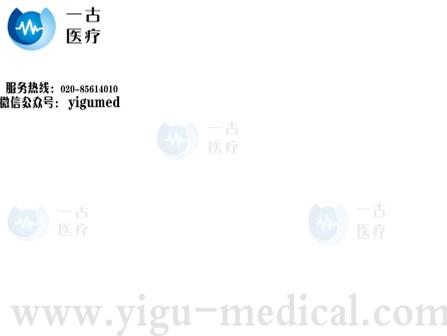 一古
医疗
服务热线：020-85614010
微信公众号：yigumed
一古
医疗
一古
医疗
一古
医疗
www.yigu-medical.com